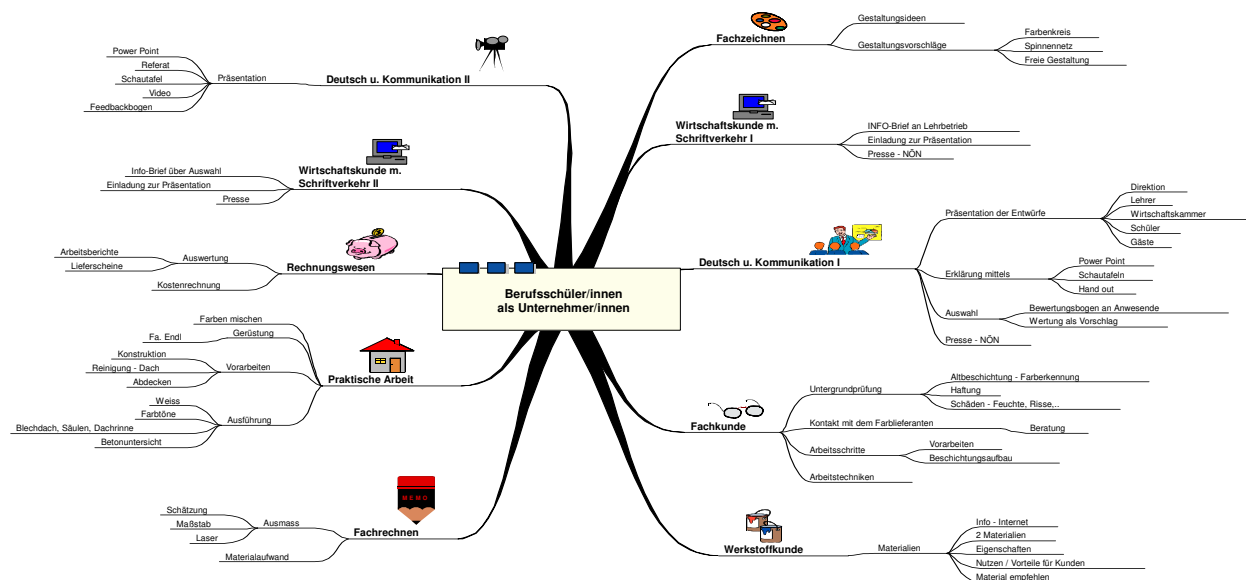 Berufsschüler/innen
als Unternehmer/innen
Fachzeichnen
Gestaltungsideen
Gestaltungsvorschläge
Farbenkreis
Spinnennetz
Freie Gestaltung
Wirtschaftskunde m.
Schriftverkehr I
INFO-Brief an Lehrbetrieb
Einladung zur Präsentation
Presse - NÖN
Deutsch u. Kommunikation I
Präsentation der Entwürfe
Direktion
Lehrer
Wirtschaftskammer
Schüler
Gäste
Erklärung mittels
Power Point
Schautafeln
Hand out
Auswahl
Bewertungsbogen an Anwesende
Wertung als Vorschlag
Presse - NÖN
Fachkunde
Untergrundprüfung
Altbeschichtung - Farberkennung
Haftung
Schäden - Feuchte, Risse,..
Kontakt mit dem Farblieferanten
Beratung
Arbeitsschritte
Vorarbeiten
Beschichtungsaufbau
Arbeitstechniken
Werkstoffkunde
Materialien
Info - Internet
2 Materialien
Eigenschaften
Nutzen / Vorteile für Kunden
Material empfehlen
Deutsch u. Kommunikation II
Präsentation
Power Point
Referat
Schautafel
Video
Feedbackbogen
Wirtschaftskunde m.
Schriftverkehr II
Info-Brief über Auswahl
Einladung zur Präsentation
Presse
Rechnungswesen
Auswertung
Arbeitsberichte
Lieferscheine
Kostenrechnung
Praktische Arbeit
Farben mischen
Gerüstung
Fa. Endl
Vorarbeiten
Konstruktion
Reinigung - Dach
Abdecken
Ausführung
Weiss
Farbtöne
Blechdach, Säulen, Dachrinne
Betonuntersicht
MEMO
Fachrechnen
Ausmass
Schätzung
Maßstab
Laser
Materialaufwand